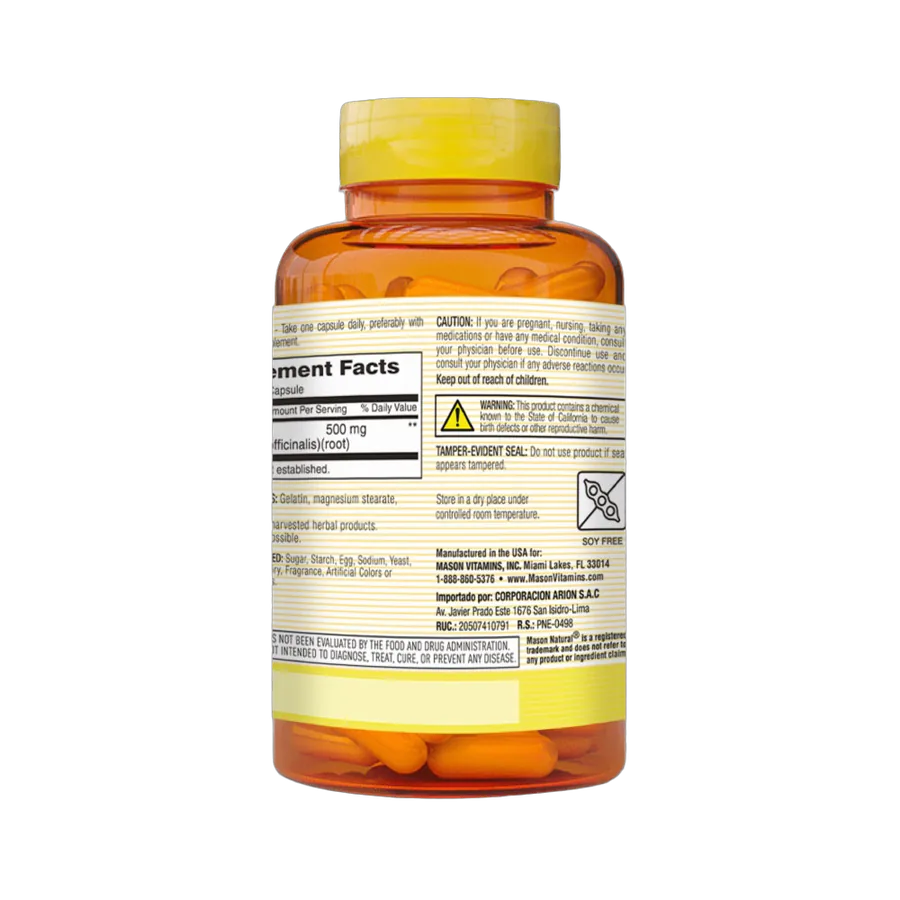 – Take one capsule daily, preferably with
ement Facts
Capsule
mount Per Serving % Daily Value
500 mg **
fficinalis)(root)
established.
Gelatin, magnesium stearate,
harvested herbal products.
ossible.
ED: Sugar, Starch, Egg, Sodium, Yeast,
ry, Fragrance, Artificial Colors or
S NOT BEEN EVALUATED BY THE FOOD AND DRUG ADMINISTRATION.
OT INTENDED TO DIAGNOSE, TREAT, CURE, OR PREVENT ANY DISEASE.
CAUTION: If you are pregnant, nursing, taking any
medications or have any medical condition, consul
your physician before use. Discontinue use and
consult your physician if any adverse reactions occu
Keep out of reach of children.
WARNING: This product contains a chemical
known to the State of California to cause
birth defects or other reproductive harm.
TAMPER-EVIDENT SEAL: Do not use product if sea
appears tampered.
Store in a dry place under
controlled room temperature.
SOY FREE
Manufactured in the USA for:
MASON VITAMINS, INC. Miami Lakes, FL 33014
1-888-860-5376 • www.MasonVitamins.com
Importado por: CORPORACION ARION S.A.C
Av. Javier Prado Este 1676 San Isidro-Lima
RUC.: 20507410791 R.S.: PNE-0498
Mason Natural® is a registered
trademark and does not refer to
any product or ingredient claim